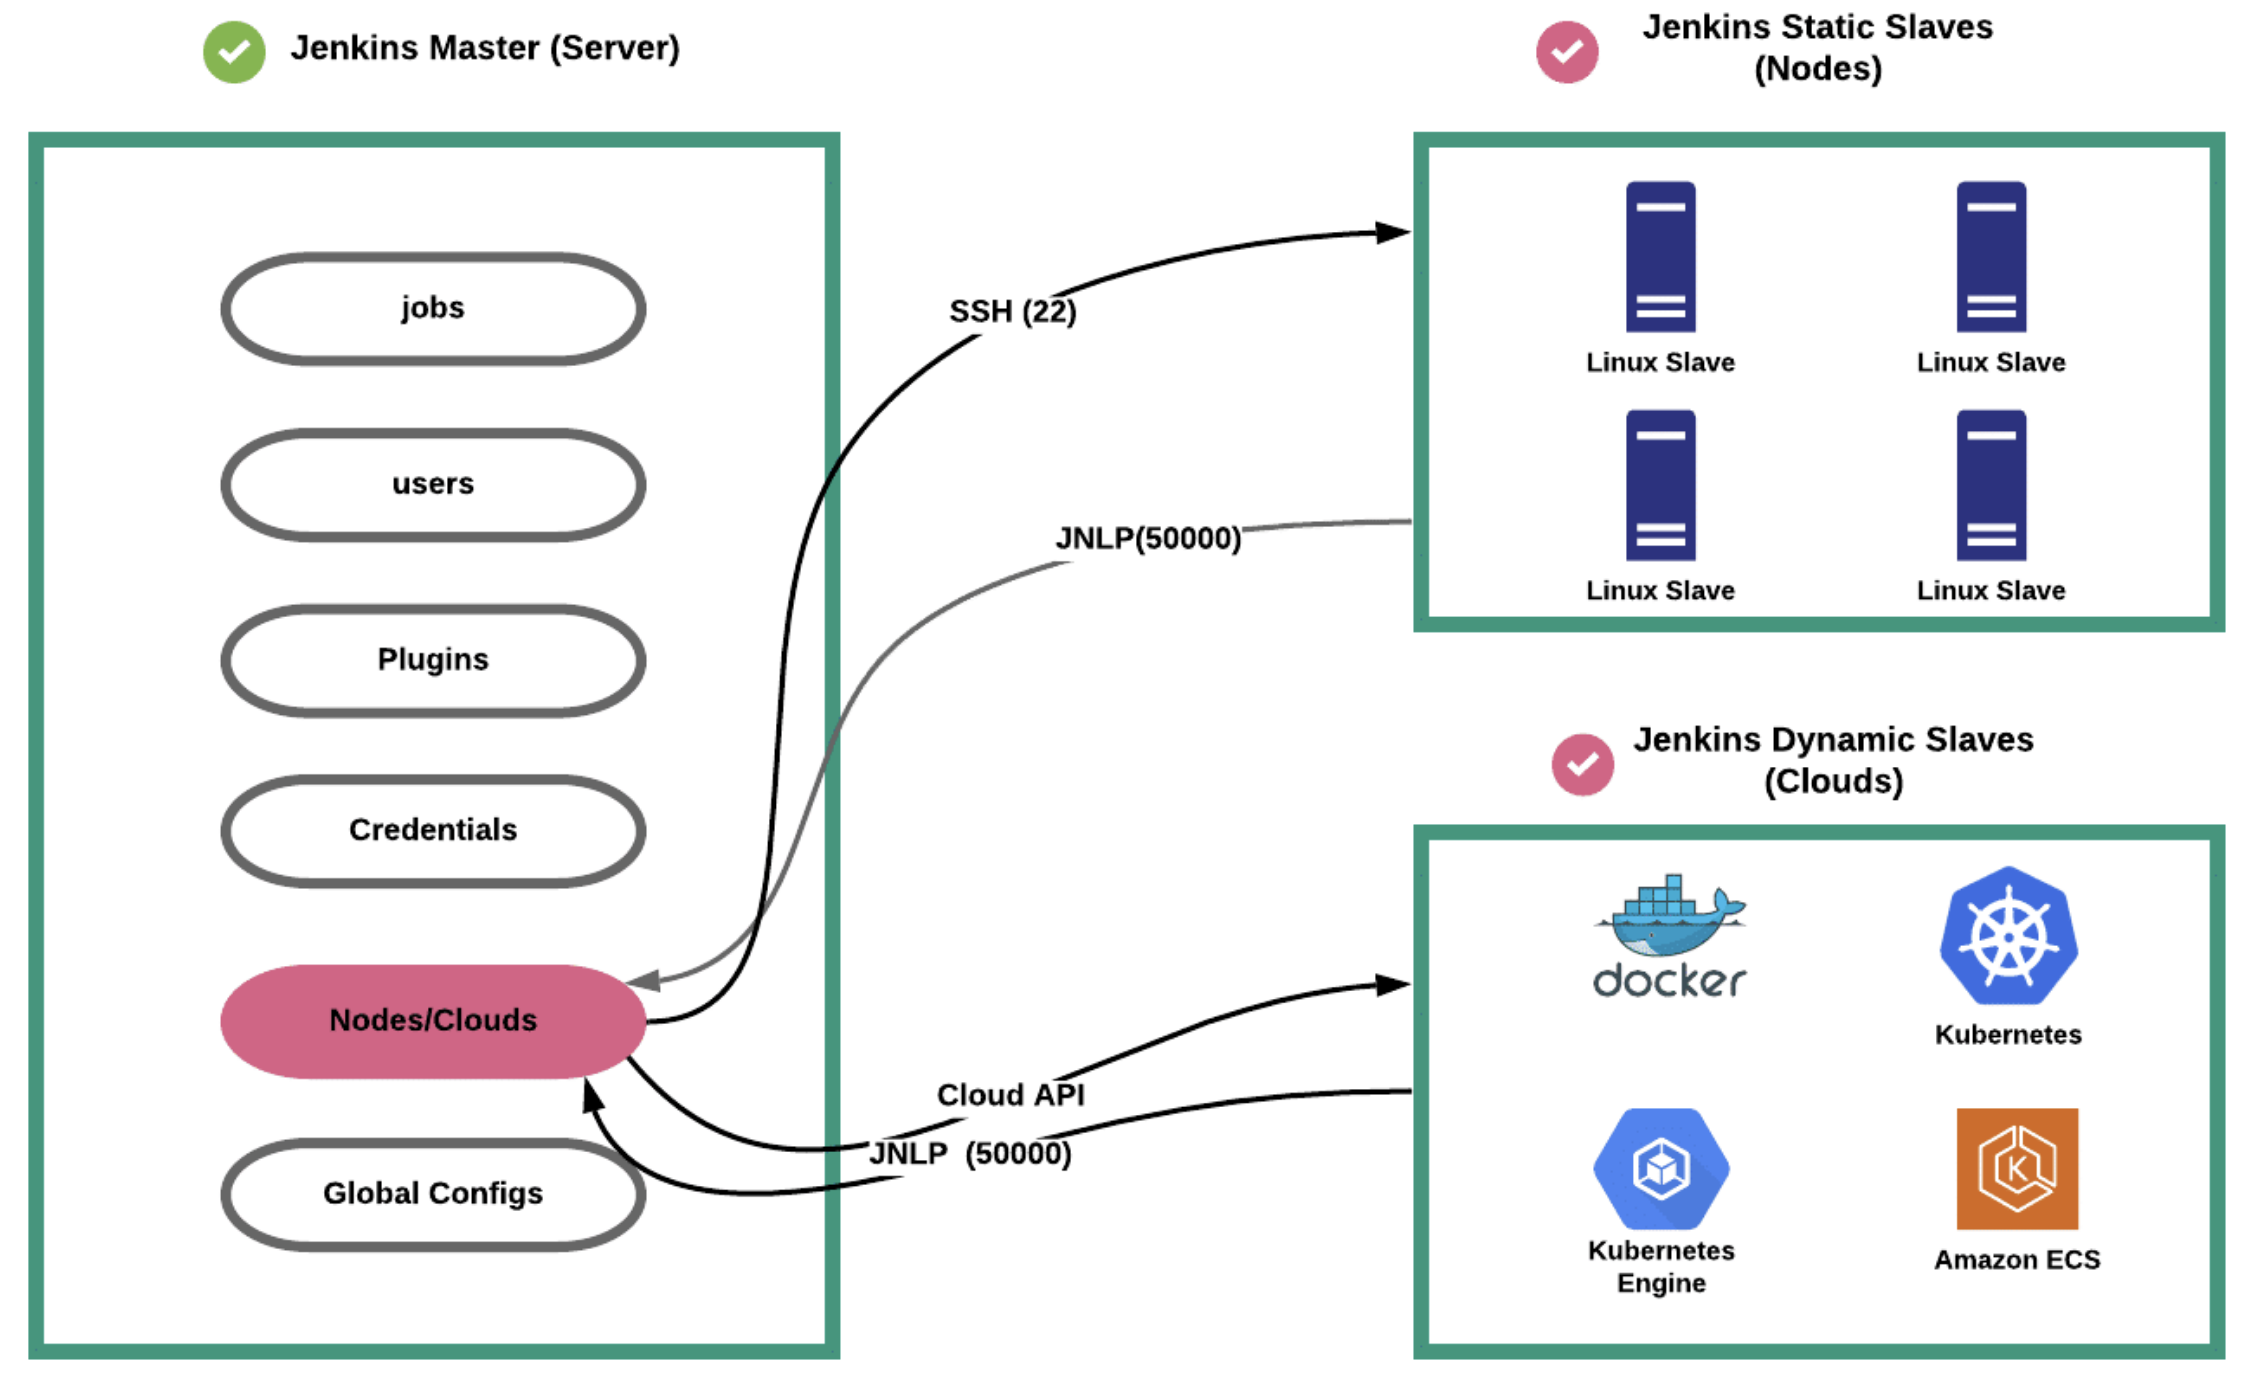 Jenkins Master (Server)
jobs
users
Plugins
Credentials
Nodes/Clouds
Global Configs
SSH (22)
JNLP(50000)
Cloud API
JNLP  (50000)
Jenkins Static Slaves
(Nodes)
Linux Slave
Linux Slave
Linux Slave
Linux Slave
Jenkins Dynamic Slaves
(Clouds)
docker
Kubernetes
K
Kubernetes
Engine
Amazon ECS